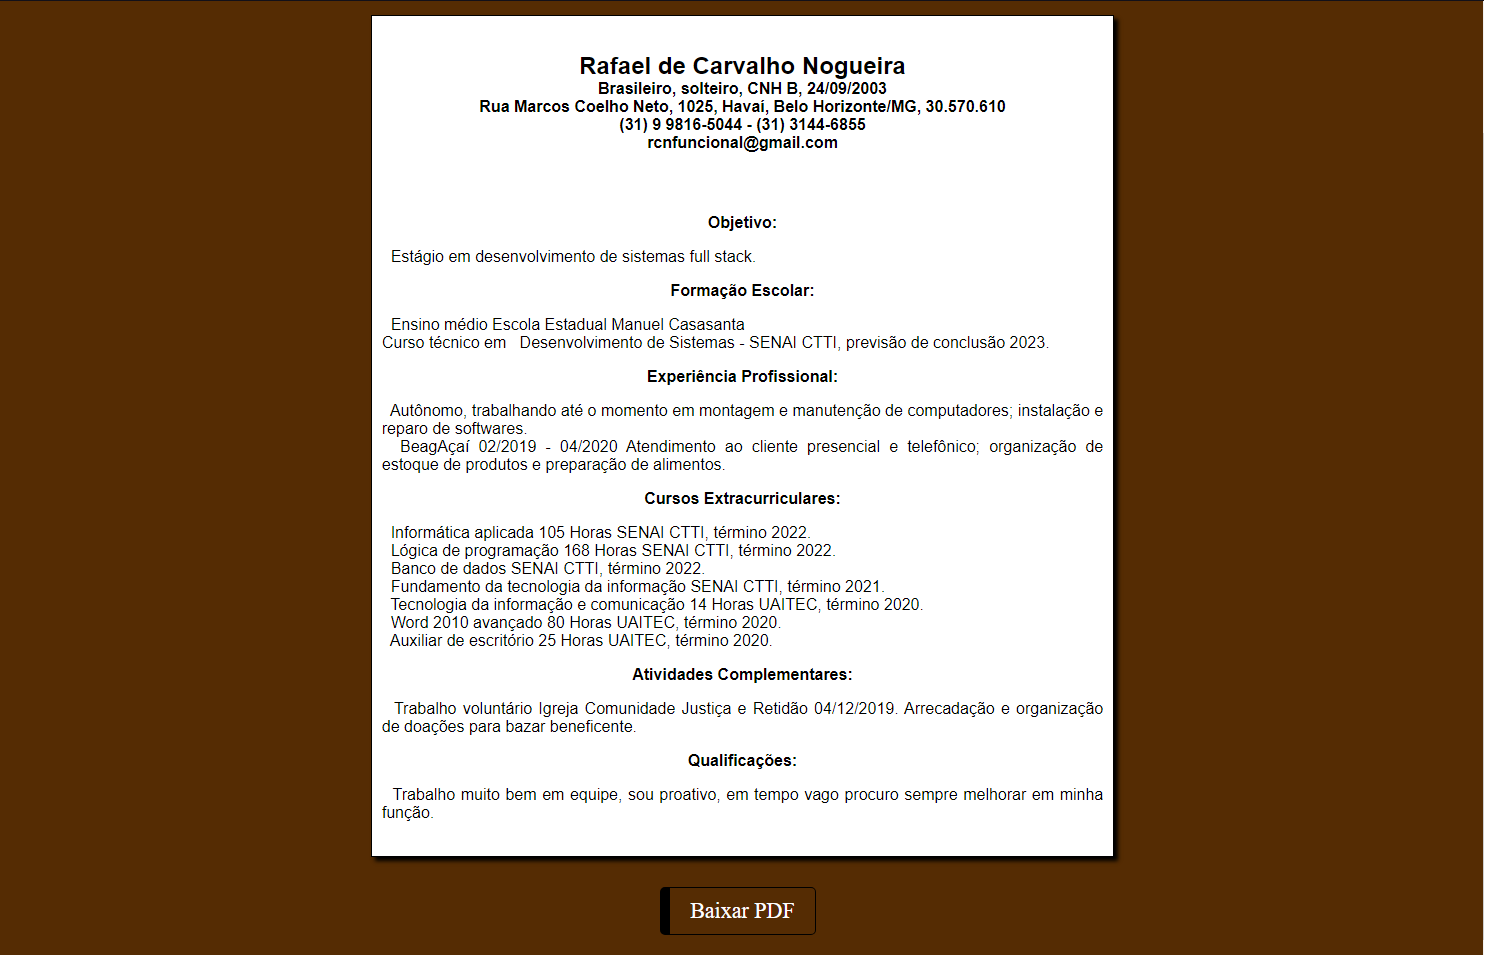 Rafael de Carvalho Nogueira
Brasileiro, solteiro, CNH B, 24/09/2003
Rua Marcos Coelho Neto, 1025, Havaí, Belo Horizonte/MG, 30.570.610
(31) 9 9816-5044 - (31) 3144-6855
rcnfuncional@gmail.com
Objetivo:
Estágio em desenvolvimento de sistemas full stack.
Formação Escolar:
Ensino médio Escola Estadual Manuel Casasanta
Curso técnico em Desenvolvimento de Sistemas - SENAI CTTI, previsão de conclusão 2023.
Experiência Profissional:
Autônomo, trabalhando até o momento em montagem e manutenção de computadores; instalação e
reparo de softwares.
BeagAçaí 02/2019 - 04/2020 Atendimento ao cliente presencial e telefônico; organização de
estoque de produtos e preparação de alimentos.
Cursos Extracurriculares:
Informática aplicada 105 Horas SENAI CTTI, término 2022.
Lógica de programação 168 Horas SENAI CTTI, término 2022.
Banco de dados SENAI CTTI, término 2022.
Fundamento da tecnologia da informação SENAI CTTI, término 2021.
Tecnologia da informação e comunicação 14 Horas UAITEC, término 2020.
Word 2010 avançado 80 Horas UAITEC, término 2020.
Auxiliar de escritório 25 Horas UAITEC, término 2020.
Atividades Complementares:
Trabalho voluntário Igreja Comunidade Justiça e Retidão 04/12/2019. Arrecadação e organização
de doações para bazar beneficente.
Qualificações:
Trabalho muito bem em equipe, sou proativo, em tempo vago procuro sempre melhorar em minha
função.
Baixar PDF